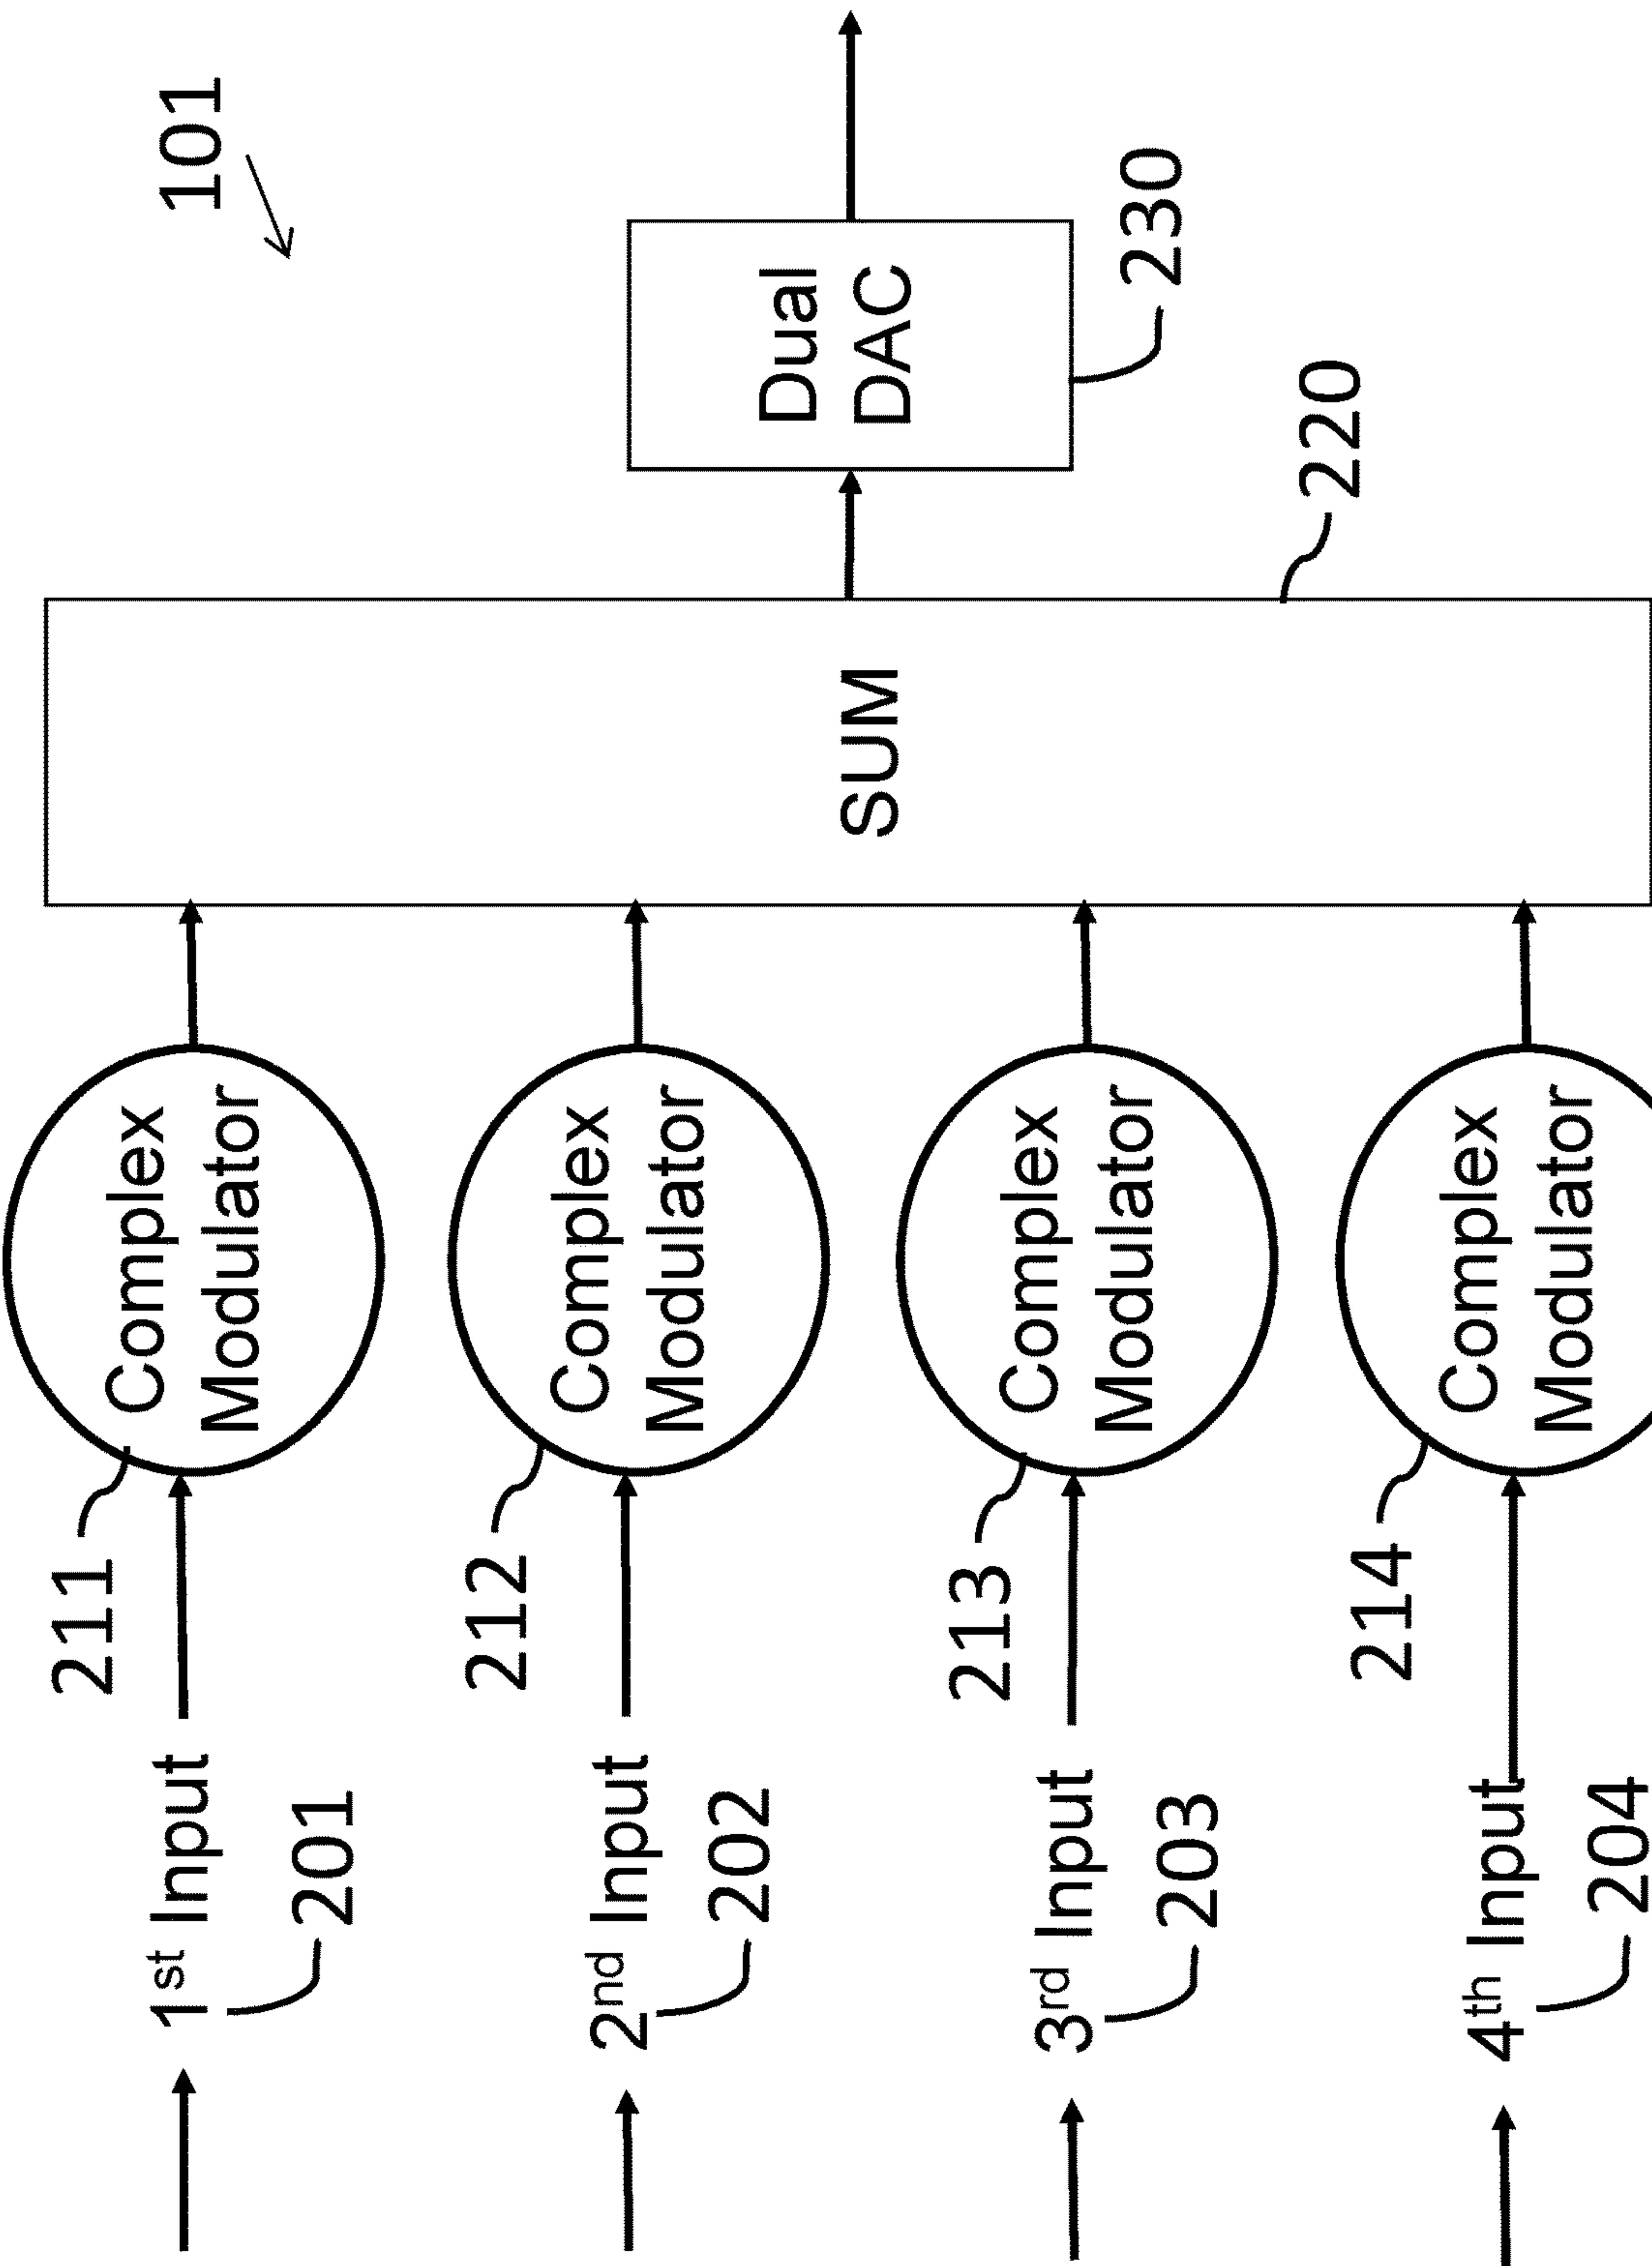 101
1st Input
201
211
Complex
Modulator
2nd Input
202
212
Complex
Modulator
3rd Input
203
213
Complex
Modulator
4th Input
204
214
Complex
Modulator
SUM
220
Dual
DAC
230